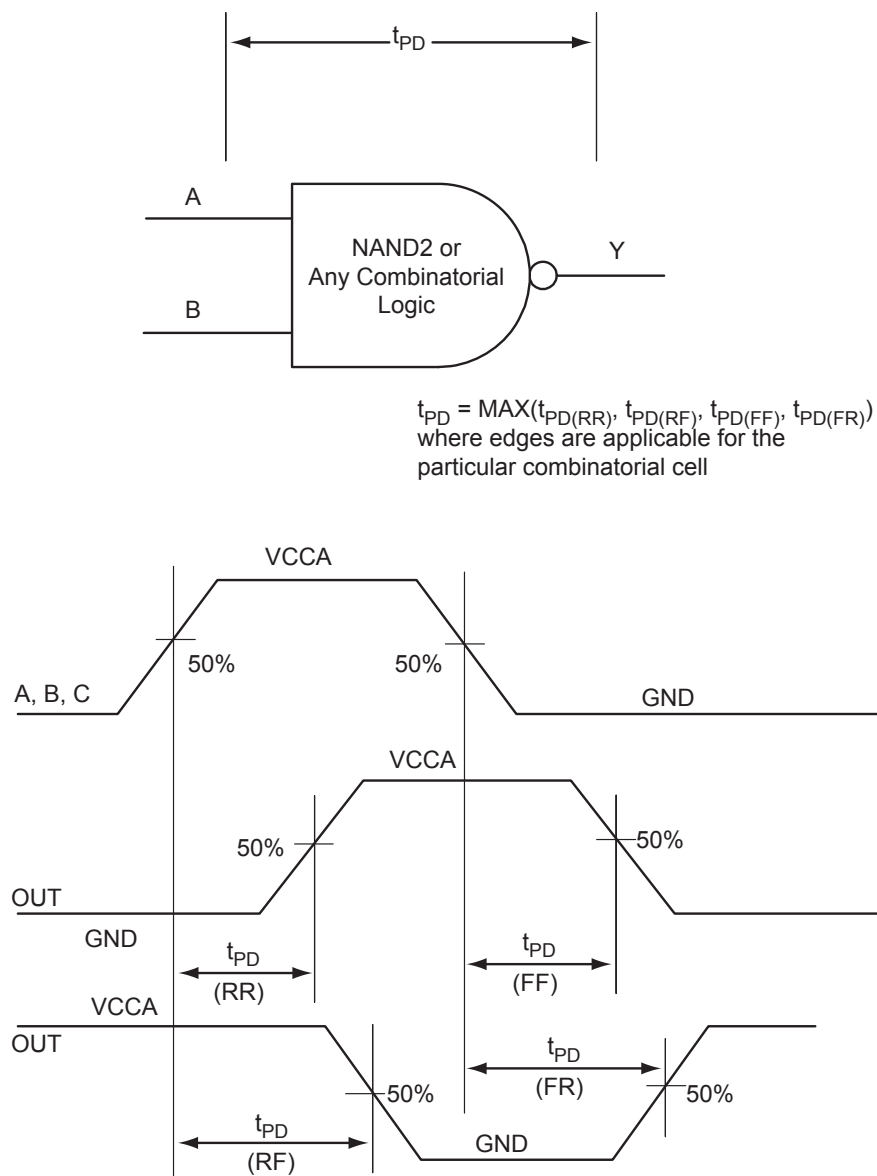 tPD
A
B
NAND2 or
Any Combinatorial
Logic
Y
tPD = MAX(tPD(RR), tPD(RF), tPD(FF), tPD(FR))
where edges are applicable for the
particular combinatorial cell
VCCA
50%
50%
A, B, C
GND
VCCA
50%
50%
OUT
GND
tPD
(RR)
tPD
(FF)
VCCA
OUT
tPD
(FR)
50%
50%
tPD
(RF)
GND